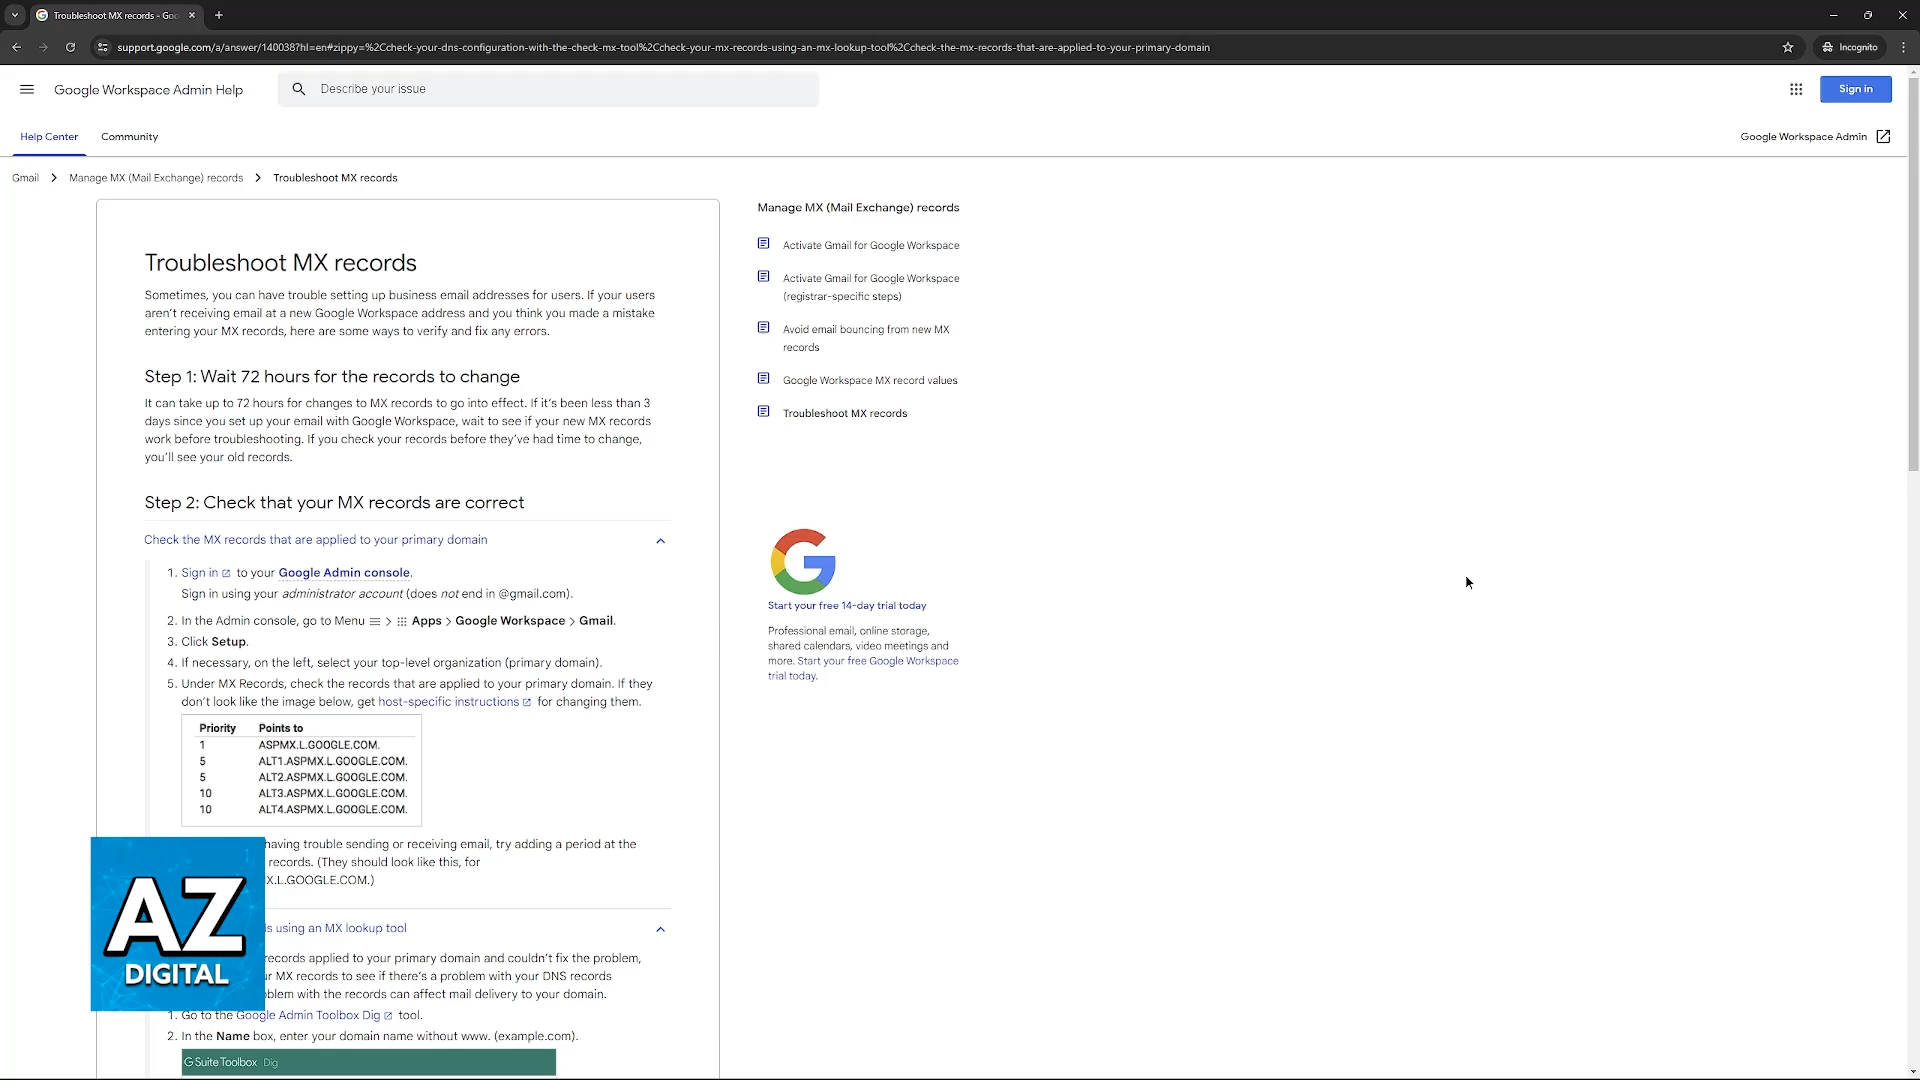 Troubleshoot MX records - Goo
support.google.com/a/answer/140038?hl=en#zippy=%2Ccheck-your-dns-configuration-with-the-check-mx-tool%2Ccheck-your-mx-records-using-an-mx-lookup-tool%2Ccheck-the-mx-records-that-are-applied-to-your-primary-domain
Incognito
Google Workspace Admin Help
Describe your issue
Sign in
Help Center
Community
Google Workspace Admin
Gmail > Manage MX (Mail Exchange) records > Troubleshoot MX records
Troubleshoot MX records
Sometimes, you can have trouble setting up business email addresses for users. If your users
aren't receiving email at a new Google Workspace address and you think you made a mistake
entering your MX records, here are some ways to verify and fix any errors.
Step 1: Wait 72 hours for the records to change
It can take up to 72 hours for changes to MX records to go into effect. If it's been less than 3
days since you set up your email with Google Workspace, wait to see if your new MX records
work before troubleshooting. If you check your records before they've had time to change,
you'll see your old records.
Step 2: Check that your MX records are correct
Check the MX records that are applied to your primary domain
1. Sign in to your Google Admin console.
Sign in using your administrator account (does not end in @gmail.com).
2. In the Admin console, go to Menu > Apps > Google Workspace > Gmail.
3. Click Setup.
4. If necessary, on the left, select your top-level organization (primary domain).
5. Under MX Records, check the records that are applied to your primary domain. If they
don't look like the image below, get host-specific instructions for changing them.
Priority Points to
1 ASPMX.L.GOOGLE.COM.
5 ALT1.ASPMX.L.GOOGLE.COM.
5 ALT2.ASPMX.L.GOOGLE.COM.
10 ALT3.ASPMX.L.GOOGLE.COM.
10 ALT4.ASPMX.L.GOOGLE.COM.
having trouble sending or receiving email, try adding a period at the
records. (They should look like this, for
X.L.GOOGLE.COM.)
using an MX lookup tool
records applied to your primary domain and couldn't fix the problem,
MX records to see if there's a problem with your DNS records
with the records can affect mail delivery to your domain.
1. Go to the Google Admin Toolbox Dig tool.
2. In the Name box, enter your domain name without www. (example.com).
G Suite Toolbox Dig
AZ
DIGITAL
Manage MX (Mail Exchange) records
Activate Gmail for Google Workspace
Activate Gmail for Google Workspace
(registrar-specific steps)
Avoid email bouncing from new MX
records
Google Workspace MX record values
Troubleshoot MX records
Start your free 14-day trial today
Professional email, online storage,
shared calendars, video meetings and
more. Start your free Google Workspace
trial today.